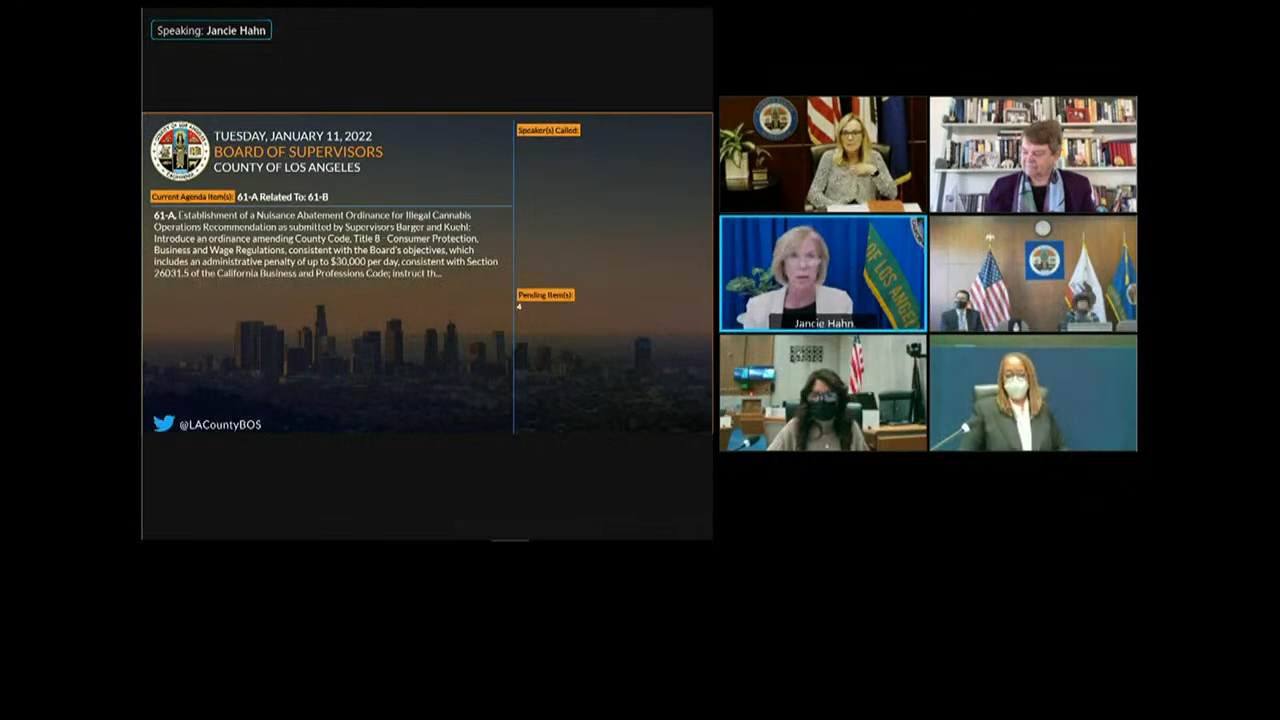 Speaking: Jancie Hahn
TUESDAY, JANUARY 11, 2022
BOARD OF SUPERVISORS
COUNTY OF LOS ANGELES
Current Agenda Item(s): 61-A Related To: 61-B
61-A. Establishment of a Nuisance Abatement Ordinance for Illegal Cannabis
Operations Recommendation as submitted by Supervisors Barger and Kuehl:
Introduce an ordinance amending County Code, Title 8 - Consumer Protection,
Business and Wage Regulations, consistent with the Board's objectives, which
includes an administrative penalty of up to $30,000 per day, consistent with Section
26031.5 of the California Business and Professions Code; instruct th...
@LACountyBOS
Speaker(s) Called:
Pending Item(s):
4
OF LOS ANGELES
Jancie Hahn